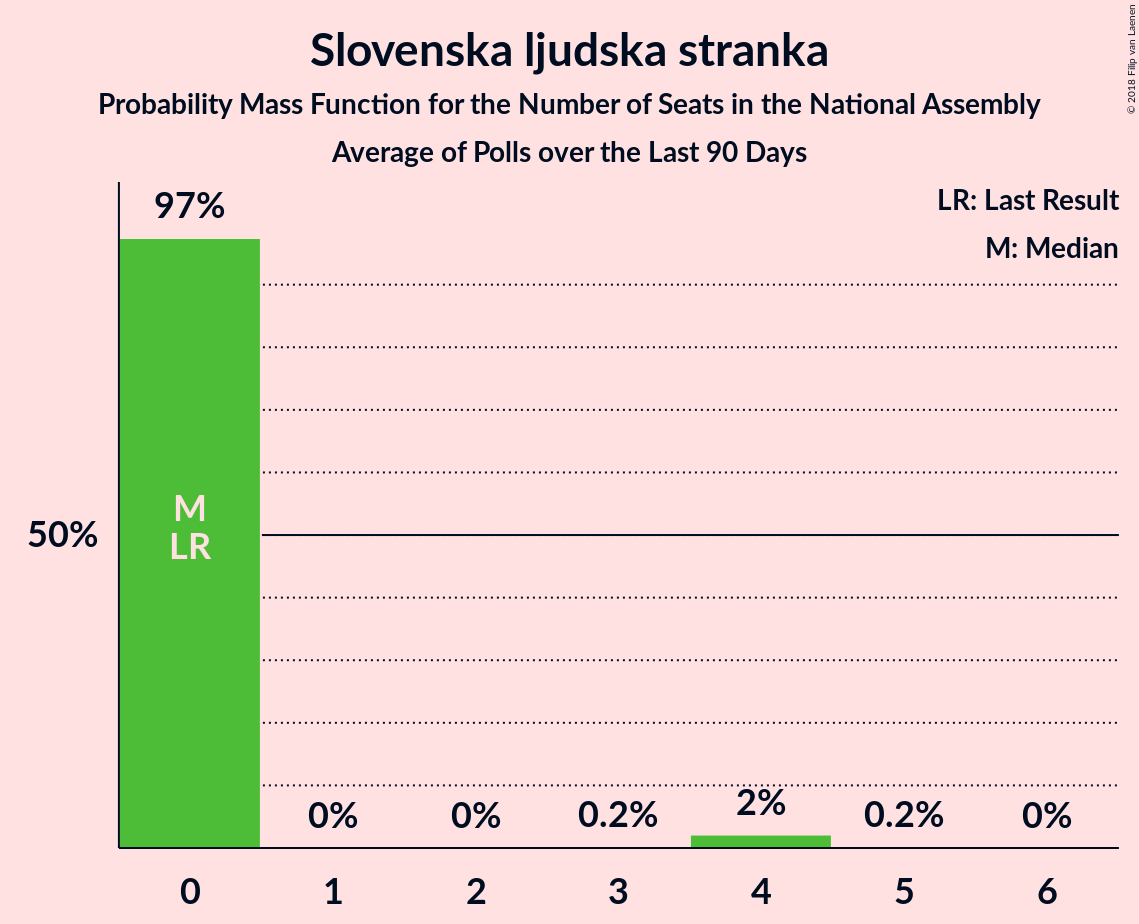 Slovenska ljudska stranka
Probability Mass Function for the Number of Seats in the National Assembly
Average of Polls over the Last 90 Days
© 2018 Filip van Laenen
LR: Last Result
M: Median
97%
M
LR
50%
0%
0%
0.2%
2%
0.2%
0%
0 1 2 3 4 5 6